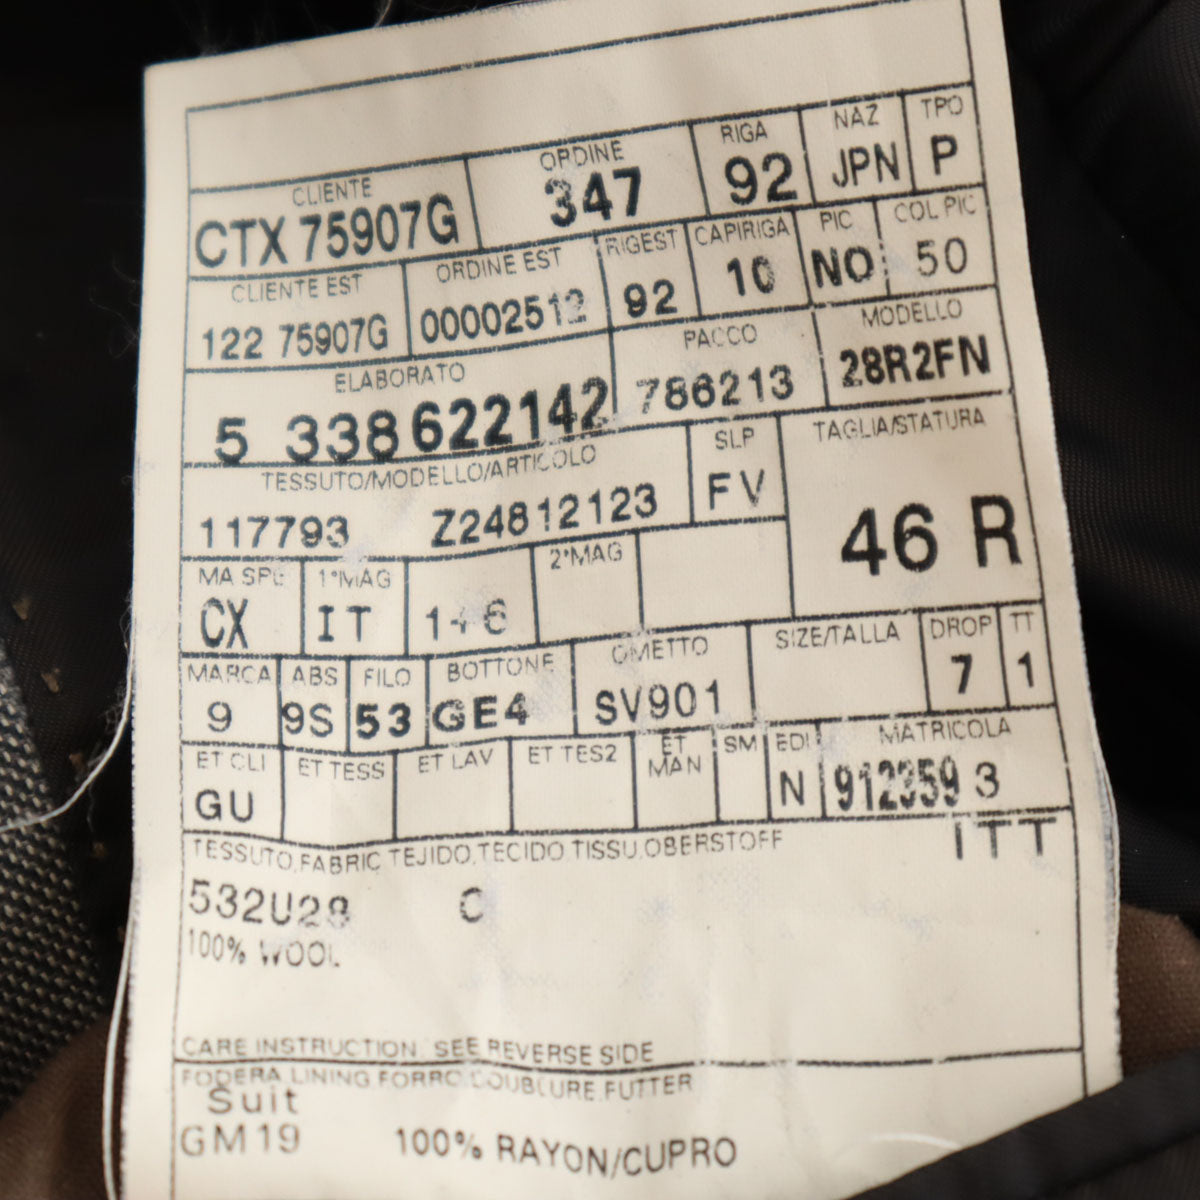 CLIENTE ORDINE RIGA NAZ TPO
CTX 75907G 347 92 JPN P
CLIENTE EST ORDINE EST RIGEST CAPIRIGA PIC COL PIC
122 75907G 00002512 92 10 NO 50
ELABORATO PACCO MODELLO
5 338622142 786213 28R2FN
TESSUTO/MODELLO/ARTICOLO SLP TAGLIA/STATURA
117793 Z24812123 FV 46 R
MA SPE 1°MAG 2°MAG
CX IT 1+6
MARCA ABS FILO BOTTONE OMETTO SIZE/TALLA DROP TT
9 9S 53 GE4 SV901 7 1
ET CLI ET TESS ET LAV ET TES2 ET MAN SM EDI MATRICOLA
GU N 912359 3
TESSUTO,FABRIC TEJIDO,TECIDO TISSU,OBERSTOFF ITT
532U28 C
100% WOOL
CARE INSTRUCTION: SEE REVERSE SIDE
FODERA LINING FORRO DOUBLURE,FUTTER
Suit
GM19 100% RAYON/CUPRO